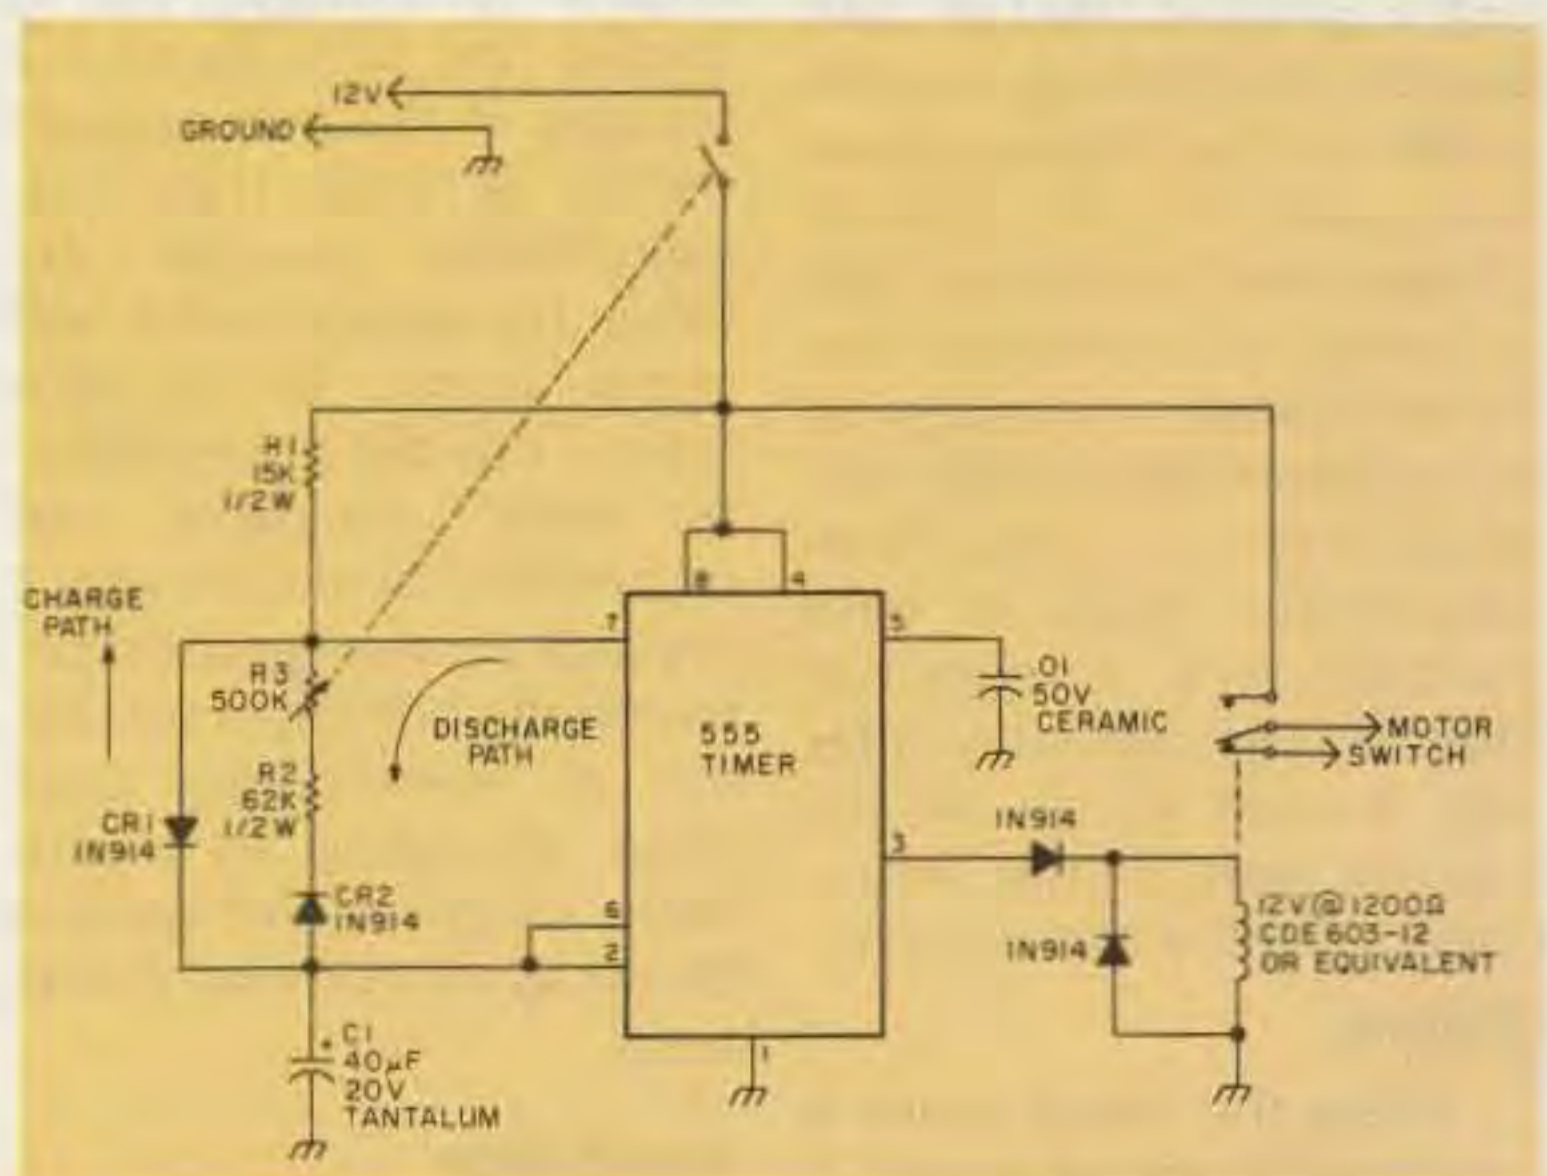 12V
GROUND
R1
15K
1/2W
CHARGE
PATH
8
4
7
5
R3
500K
.01
50V
CERAMIC
DISCHARGE
PATH
555
TIMER
MOTOR
SWITCH
R2
62K
1/2W
CR1
1N914
1N914
3
CR2
1N914
6
2
1N914
12V @ 1200Ω
CDE 603-12
OR EQUIVALENT
+
C1
40µF
20V
TANTALUM
1